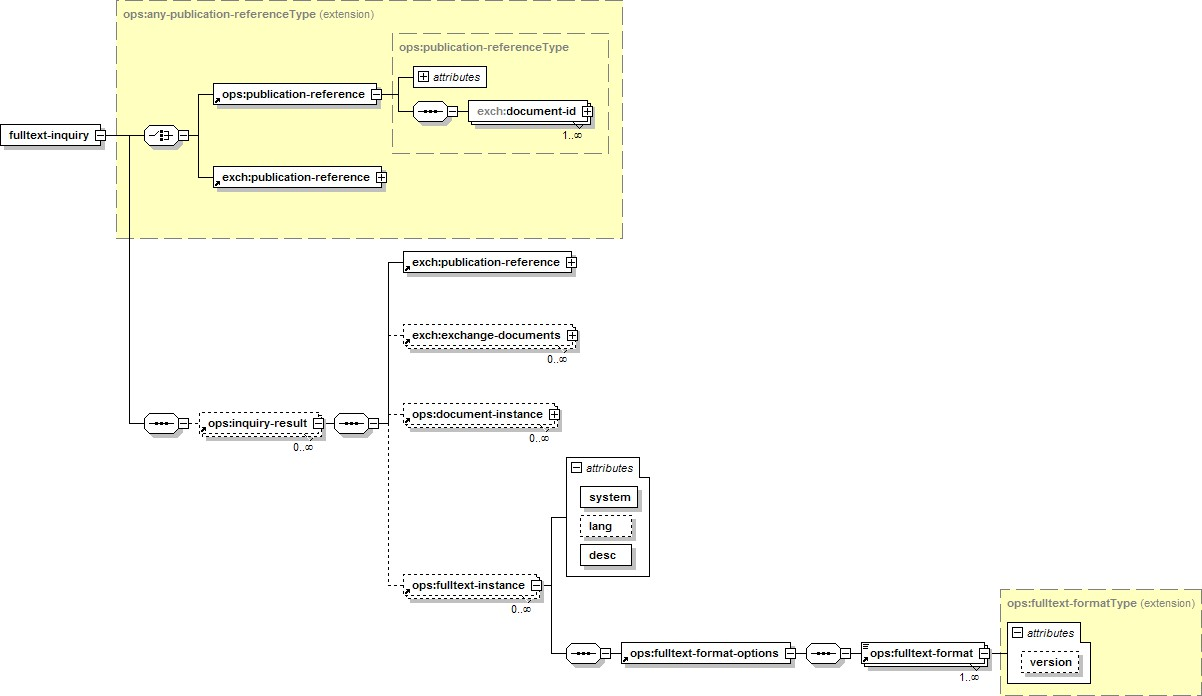 ops:any-publication-referenceType (extension)
ops:publication-referenceType
attributes
ops:publication-reference
exch:document-id
1..∞
fulltext-inquiry
exch:publication-reference
exch:publication-reference
exch:exchange-documents
0..∞
ops:document-instance
ops:inquiry-result
0..∞
0..∞
attributes
system
lang
desc
ops:fulltext-instance
0..∞
ops:fulltext-formatType (extension)
attributes
ops:fulltext-format-options
ops:fulltext-format
version
1..∞